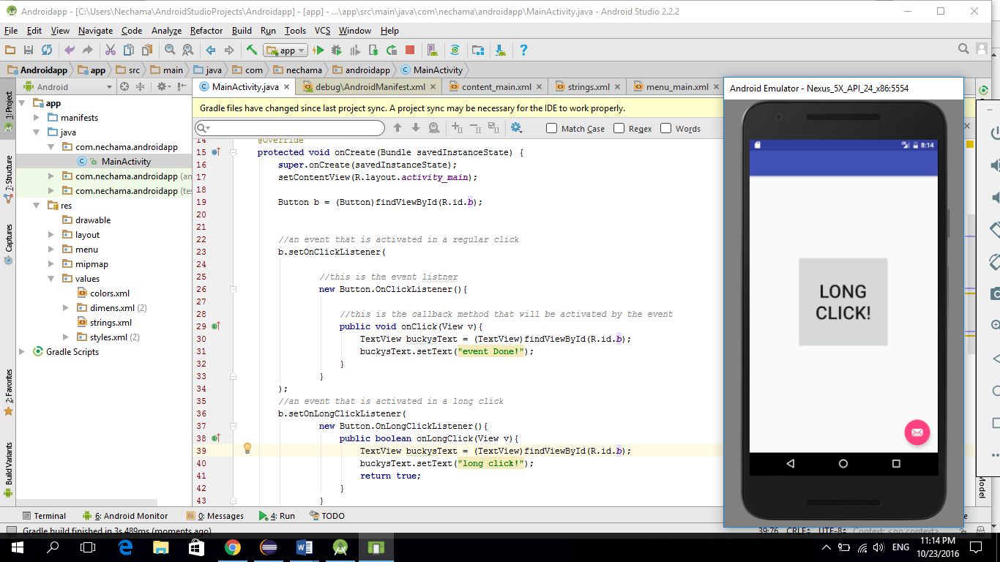 Androidapp - [C:\Users\Nechama\AndroidStudioProjects\Androidapp] - [app] - ...\app\src\main\java\com\nechama\androidapp\MainActivity.java - Android Studio 2.2.2
File Edit View Navigate Code Analyze Refactor Build Run Tools VCS Window Help
app
Androidapp app src main java com nechama androidapp MainActivity
Android
MainActivity.java debug\AndroidManifest.xml content_main.xml strings.xml menu_main.xml
Gradle files have changed since last project sync. A project sync may be necessary for the IDE to work properly.
Match Case Regex Words
1: Project
7: Structure
Captures
2: Favorites
Build Variants
app
manifests
java
com.nechama.androidapp
MainActivity
com.nechama.androidapp (an
com.nechama.androidapp (te
res
drawable
layout
menu
mipmap
values
colors.xml
dimens.xml (2)
strings.xml
styles.xml (2)
Gradle Scripts
14 @Override
15 protected void onCreate(Bundle savedInstanceState) {
16 super.onCreate(savedInstanceState);
17 setContentView(R.layout.activity_main);
18
19 Button b = (Button)findViewById(R.id.b);
20
21
22 //an event that is activated in a regular click
23 b.setOnClickListener(
24
25 //this is the event listner
26 new Button.OnClickListener(){
27
28 //this is the callback method that will be activated by the event
29 public void onClick(View v){
30 TextView buckysText = (TextView)findViewById(R.id.b);
31 buckysText.setText("event Done!");
32 }
33 }
34 );
35 //an event that is activated in a long click
36 b.setOnLongClickListener(
37 new Button.OnLongClickListener(){
38 public boolean onLongClick(View v){
39 TextView buckysText = (TextView)findViewById(R.id.b);
40 buckysText.setText("long click!");
41 return true;
42 }
43 }
Android Emulator - Nexus_5X_API_24_x86:5554
8:14
LONG
CLICK!
Model
Terminal 6: Android Monitor 0: Messages 4: Run TODO
Gradle build finished in 3s 489ms (moments ago) 39:76 CRLF UTF-8 Context: <no context>
ENG
11:14 PM
10/23/2016